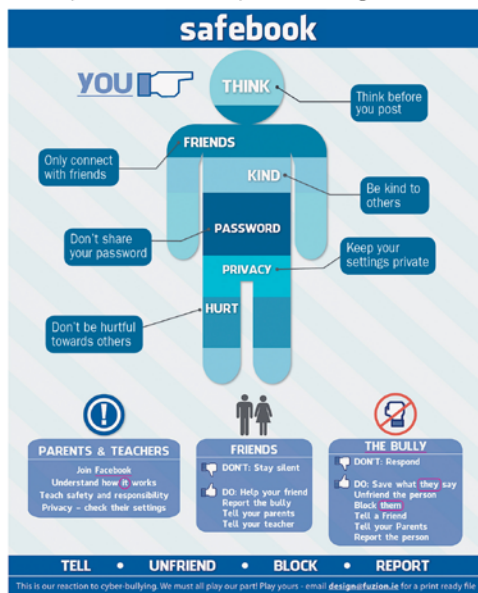 safebook
YOU
THINK
Think before
you post
FRIENDS
Only connect
with friends
KIND
Be kind to
others
PASSWORD
Don't share
your password
Keep your
settings private
PRIVACY
HURT
Don't be hurtful
towards others
PARENTS & TEACHERS
Join Facebook
Understand how it works
Teach safety and responsibility
Privacy – check their settings
FRIENDS
DON'T: Stay silent
DO: Help your friend
Report the bully
Tell your parents
Tell your teacher
THE BULLY
DON'T: Respond
DO: Save what they say
Unfriend the person
Block them
Tell a Friend
Tell your Parents
Report the person
TELL • UNFRIEND • BLOCK • REPORT
This is our reaction to cyber-bullying. We must all play our part! Play yours - email design@fuzion.ie for a print ready file